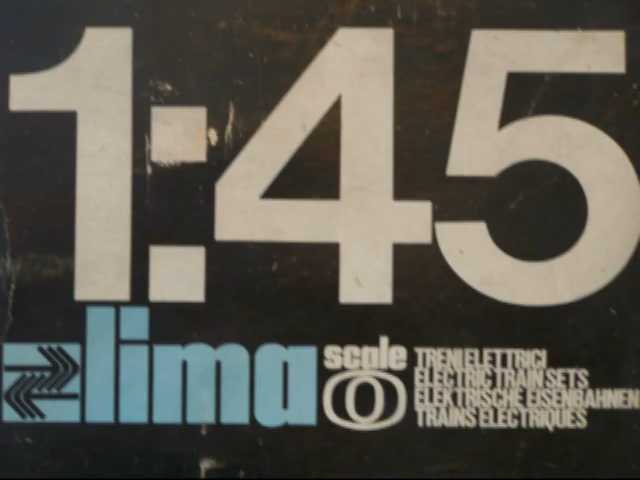 1:45
lima
scale
O
TRENI ELETTRICI
ELECTRIC TRAIN SETS
ELEKTRISCHE EISENBAHNEN
TRAINS ELECTRIQUES